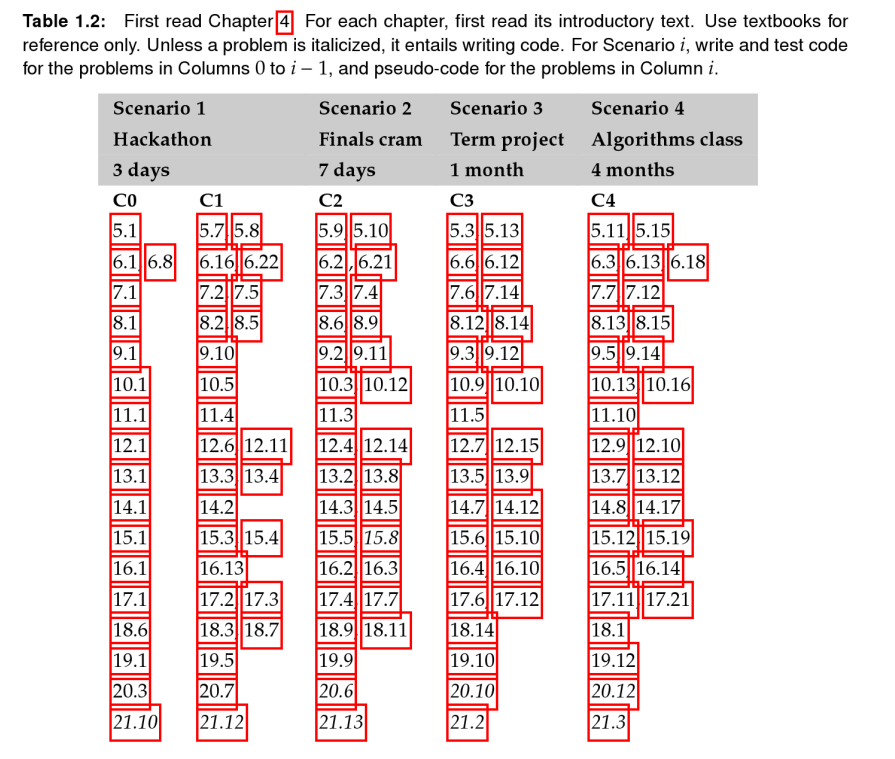 Table 1.2: First read Chapter 4 For each chapter, first read its introductory text. Use textbooks for
reference only. Unless a problem is italicized, it entails writing code. For Scenario i, write and test code
for the problems in Columns 0 to i − 1, and pseudo-code for the problems in Column i.
Scenario 1 Scenario 2 Scenario 3 Scenario 4
Hackathon Finals cram Term project Algorithms class
3 days 7 days 1 month 4 months
C0 C1 C2 C3 C4
5.1 5.7, 5.8 5.9, 5.10 5.3, 5.13 5.11, 5.15
6.1, 6.8 6.16, 6.22 6.2, 6.21 6.6, 6.12 6.3, 6.13, 6.18
7.1 7.2, 7.5 7.3, 7.4 7.6, 7.14 7.7, 7.12
8.1 8.2, 8.5 8.6, 8.9 8.12, 8.14 8.13, 8.15
9.1 9.10 9.2, 9.11 9.3, 9.12 9.5, 9.14
10.1 10.5 10.3, 10.12 10.9, 10.10 10.13, 10.16
11.1 11.4 11.3 11.5 11.10
12.1 12.6, 12.11 12.4, 12.14 12.7, 12.15 12.9, 12.10
13.1 13.3, 13.4 13.2, 13.8 13.5, 13.9 13.7, 13.12
14.1 14.2 14.3, 14.5 14.7, 14.12 14.8, 14.17
15.1 15.3, 15.4 15.5, 15.8 15.6, 15.10 15.12, 15.19
16.1 16.13 16.2, 16.3 16.4, 16.10 16.5, 16.14
17.1 17.2, 17.3 17.4, 17.7 17.6, 17.12 17.11, 17.21
18.6 18.3, 18.7 18.9, 18.11 18.14 18.1
19.1 19.5 19.9 19.10 19.12
20.3 20.7 20.6 20.10 20.12
21.10 21.12 21.13 21.2 21.3